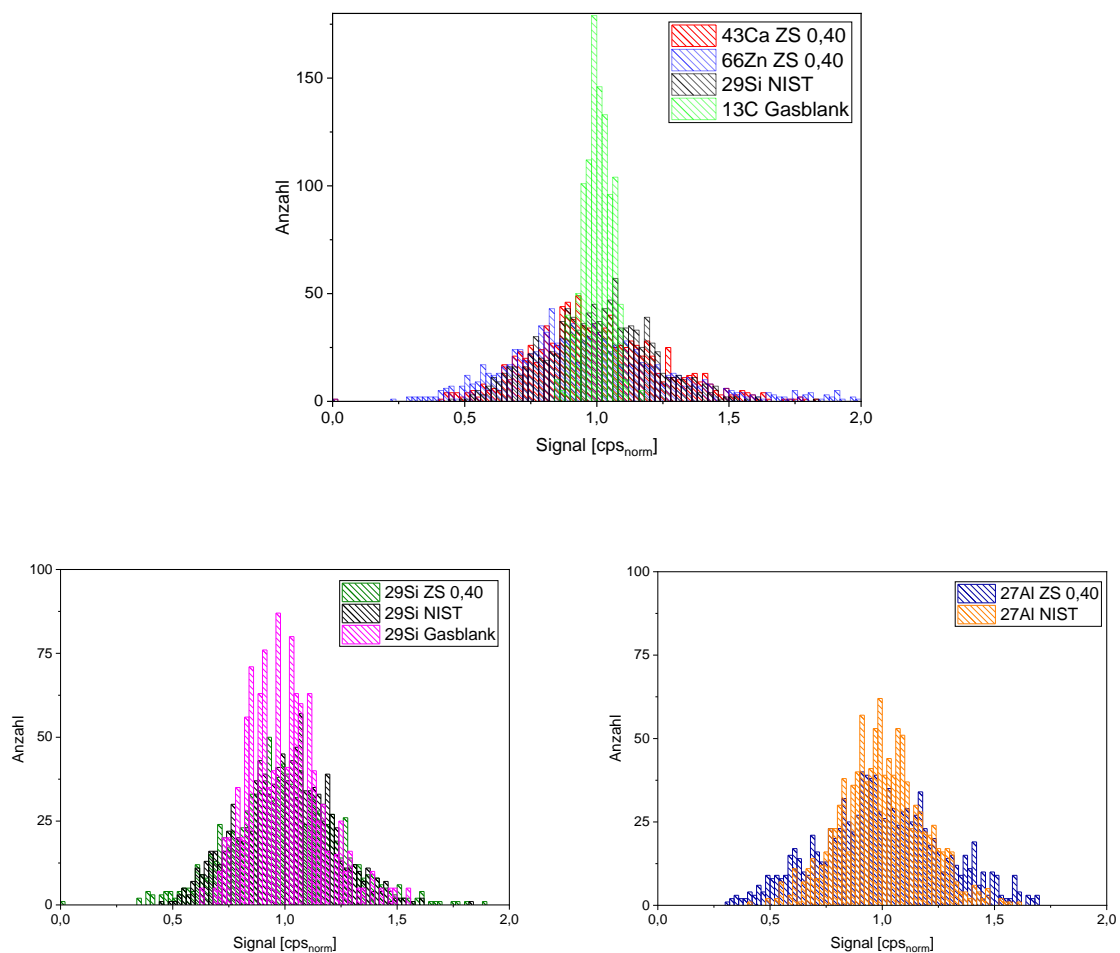 43Ca ZS 0,40
66Zn ZS 0,40
29Si NIST
13C Gasblank
150
100
50
0
Anzahl
0,0 0,5 1,0 1,5 2,0
Signal [cps_norm]
29Si ZS 0,40
29Si NIST
29Si Gasblank
100
75
50
25
0
Anzahl
0,0 0,5 1,0 1,5 2,0
Signal [cps_norm]
27Al ZS 0,40
27Al NIST
100
75
50
25
0
Anzahl
0,0 0,5 1,0 1,5 2,0
Signal [cps_norm]